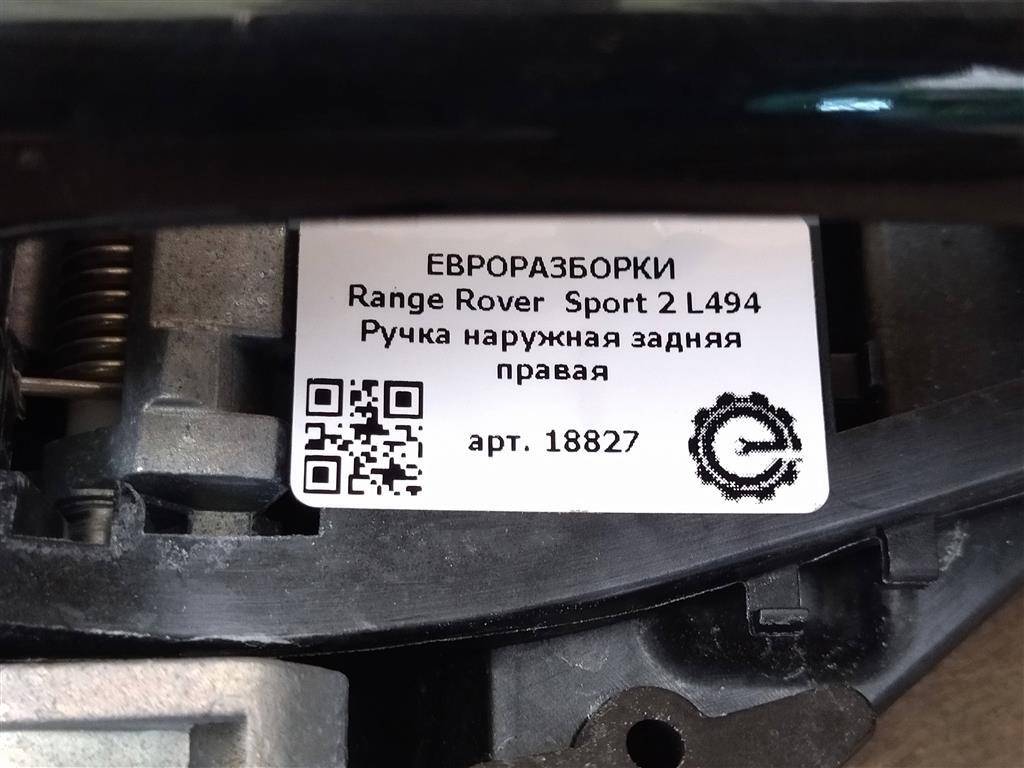 ЕВРОРАЗБОРКИ
Range Rover Sport 2 L494
Ручка наружная задняя
правая
арт. 18827